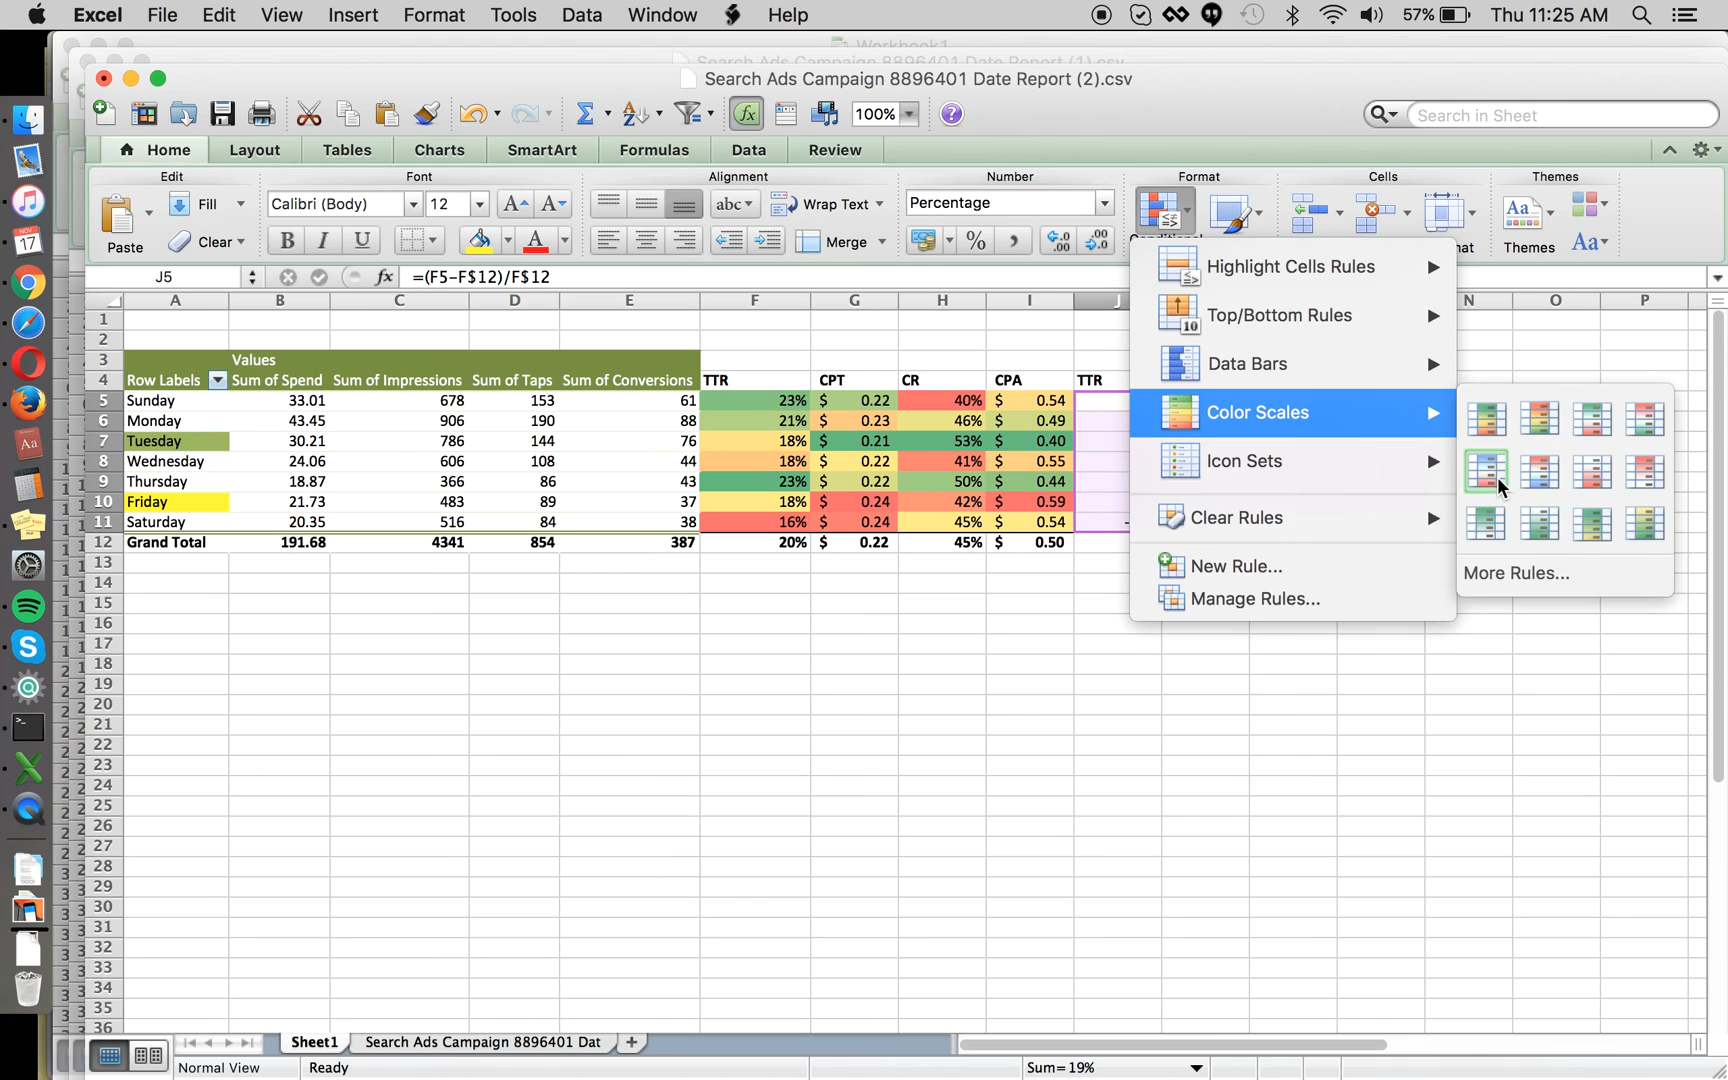 Excel File Edit View Insert Format Tools Data Window Help 57% Thu 11:25 AM
Workbook1
Search Ads Campaign 8896401 Date Report (1).csv
Search Ads Campaign 8896401 Date Report (2).csv
100% Search in Sheet
Home Layout Tables Charts SmartArt Formulas Data Review
Edit Font Alignment Number Format Cells Themes
Paste Fill Calibri (Body) 12 abc Wrap Text Percentage Themes
Clear B I U A Merge %
J5 fx =(F5-F$12)/F$12
A B C D E F G H I J N O P
1
2
3 Values
4 Row Labels Sum of Spend Sum of Impressions Sum of Taps Sum of Conversions TTR CPT CR CPA TTR
5 Sunday 33.01 678 153 61 23% $ 0.22 40% $ 0.54
6 Monday 43.45 906 190 88 21% $ 0.23 46% $ 0.49
7 Tuesday 30.21 786 144 76 18% $ 0.21 53% $ 0.40
8 Wednesday 24.06 606 108 44 18% $ 0.22 41% $ 0.55
9 Thursday 18.87 366 86 43 23% $ 0.22 50% $ 0.44
10 Friday 21.73 483 89 37 18% $ 0.24 42% $ 0.59
11 Saturday 20.35 516 84 38 16% $ 0.24 45% $ 0.54
12 Grand Total 191.68 4341 854 387 20% $ 0.22 45% $ 0.50
13
14
15
16
17
18
19
20
21
22
23
24
25
26
27
28
29
30
31
32
33
34
35
36
Highlight Cells Rules
Top/Bottom Rules
Data Bars
Color Scales
Icon Sets
Clear Rules
New Rule...
Manage Rules...
More Rules...
Sheet1 Search Ads Campaign 8896401 Dat
Normal View Ready Sum=19%